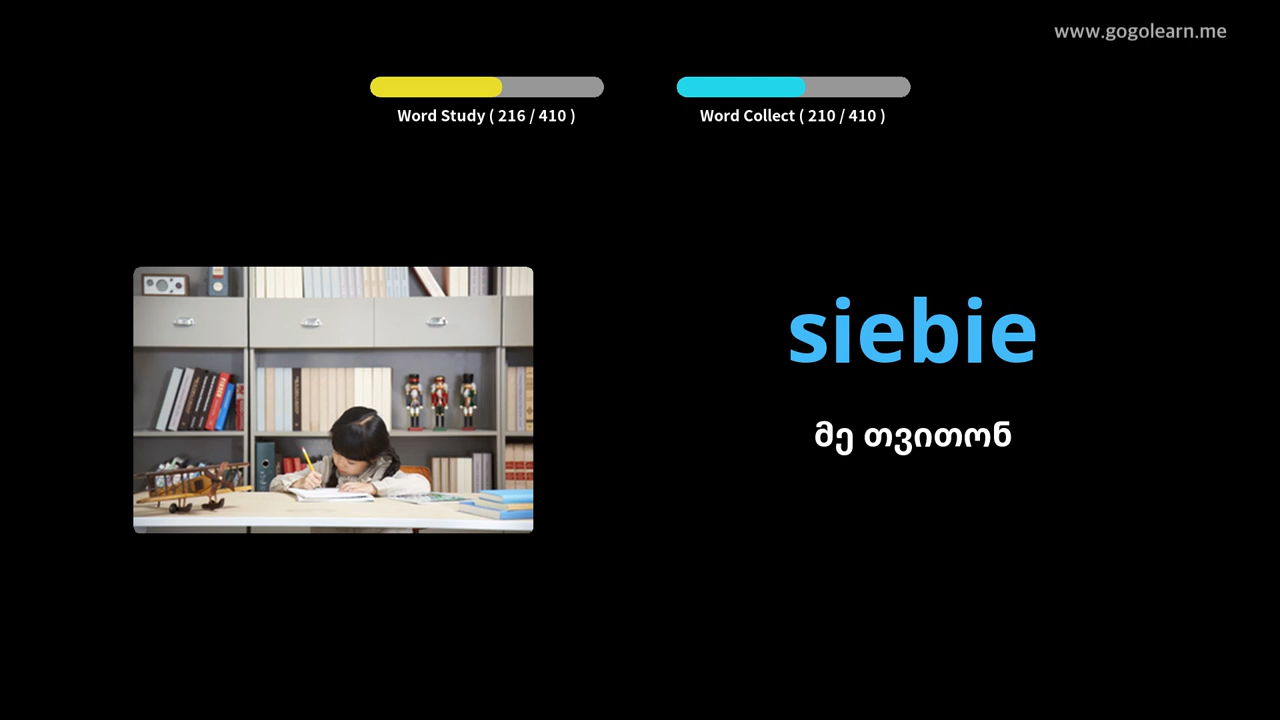 www.gogolearn.me
Word Study ( 216 / 410 )
Word Collect ( 210 / 410 )
siebie
მე თვითონ